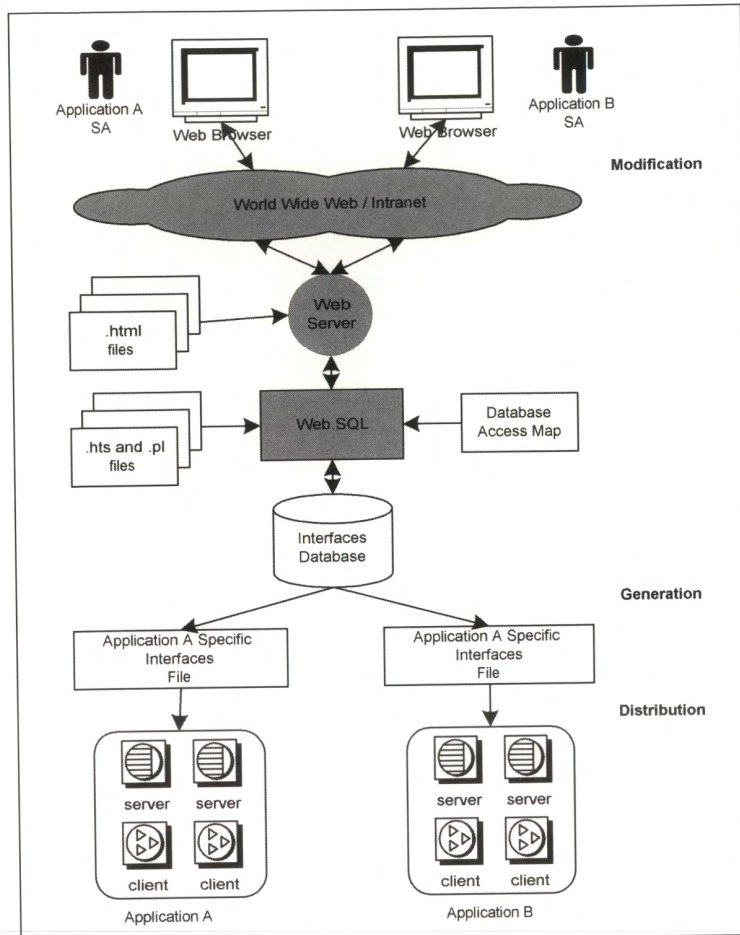 Application A
SA
Web Browser
Web Browser
Application B
SA
Modification
World Wide Web / Intranet
Web
Server
.html
files
.hts and .pl
files
Web.SQL
Database
Access Map
Interfaces
Database
Generation
Application A Specific
Interfaces
File
Application A Specific
Interfaces
File
Distribution
server
server
client
client
Application A
server
server
client
client
Application B